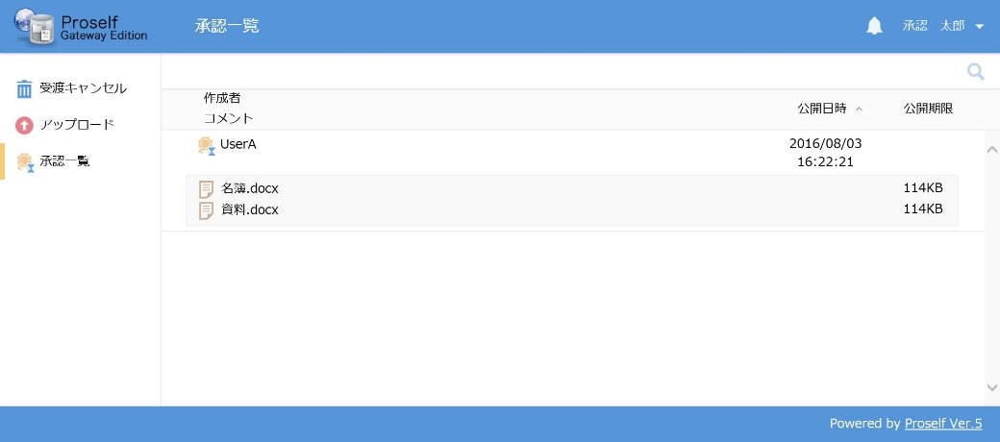 Proself
Gateway Edition
承認一覧
承認 太郎
受渡キャンセル
アップロード
承認一覧
作成者
コメント
公開日時
公開期限
UserA
2016/08/03
16:22:21
名簿.docx 114KB
資料.docx 114KB
Powered by Proself Ver.5